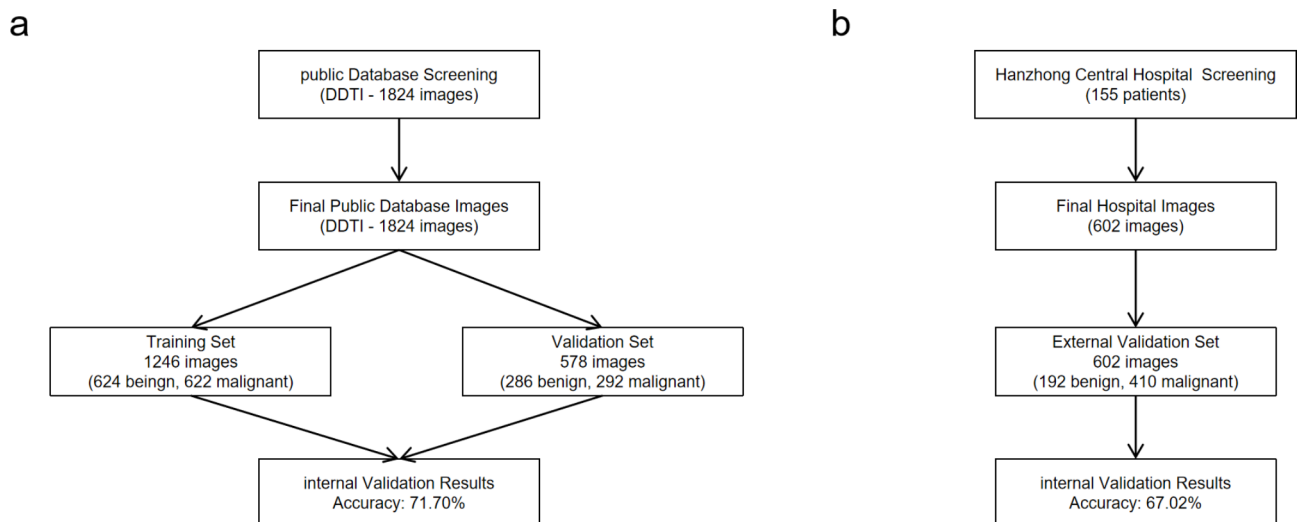 a
public Database Screening
(DDTI - 1824 images)
Final Public Database Images
(DDTI - 1824 images)
Training Set
1246 images
(624 beingn, 622 malignant)
Validation Set
578 images
(286 benign, 292 malignant)
internal Validation Results
Accuracy: 71.70%
b
Hanzhong Central Hospital Screening
(155 patients)
Final Hospital Images
(602 images)
External Validation Set
602 images
(192 benign, 410 malignant)
internal Validation Results
Accuracy: 67.02%